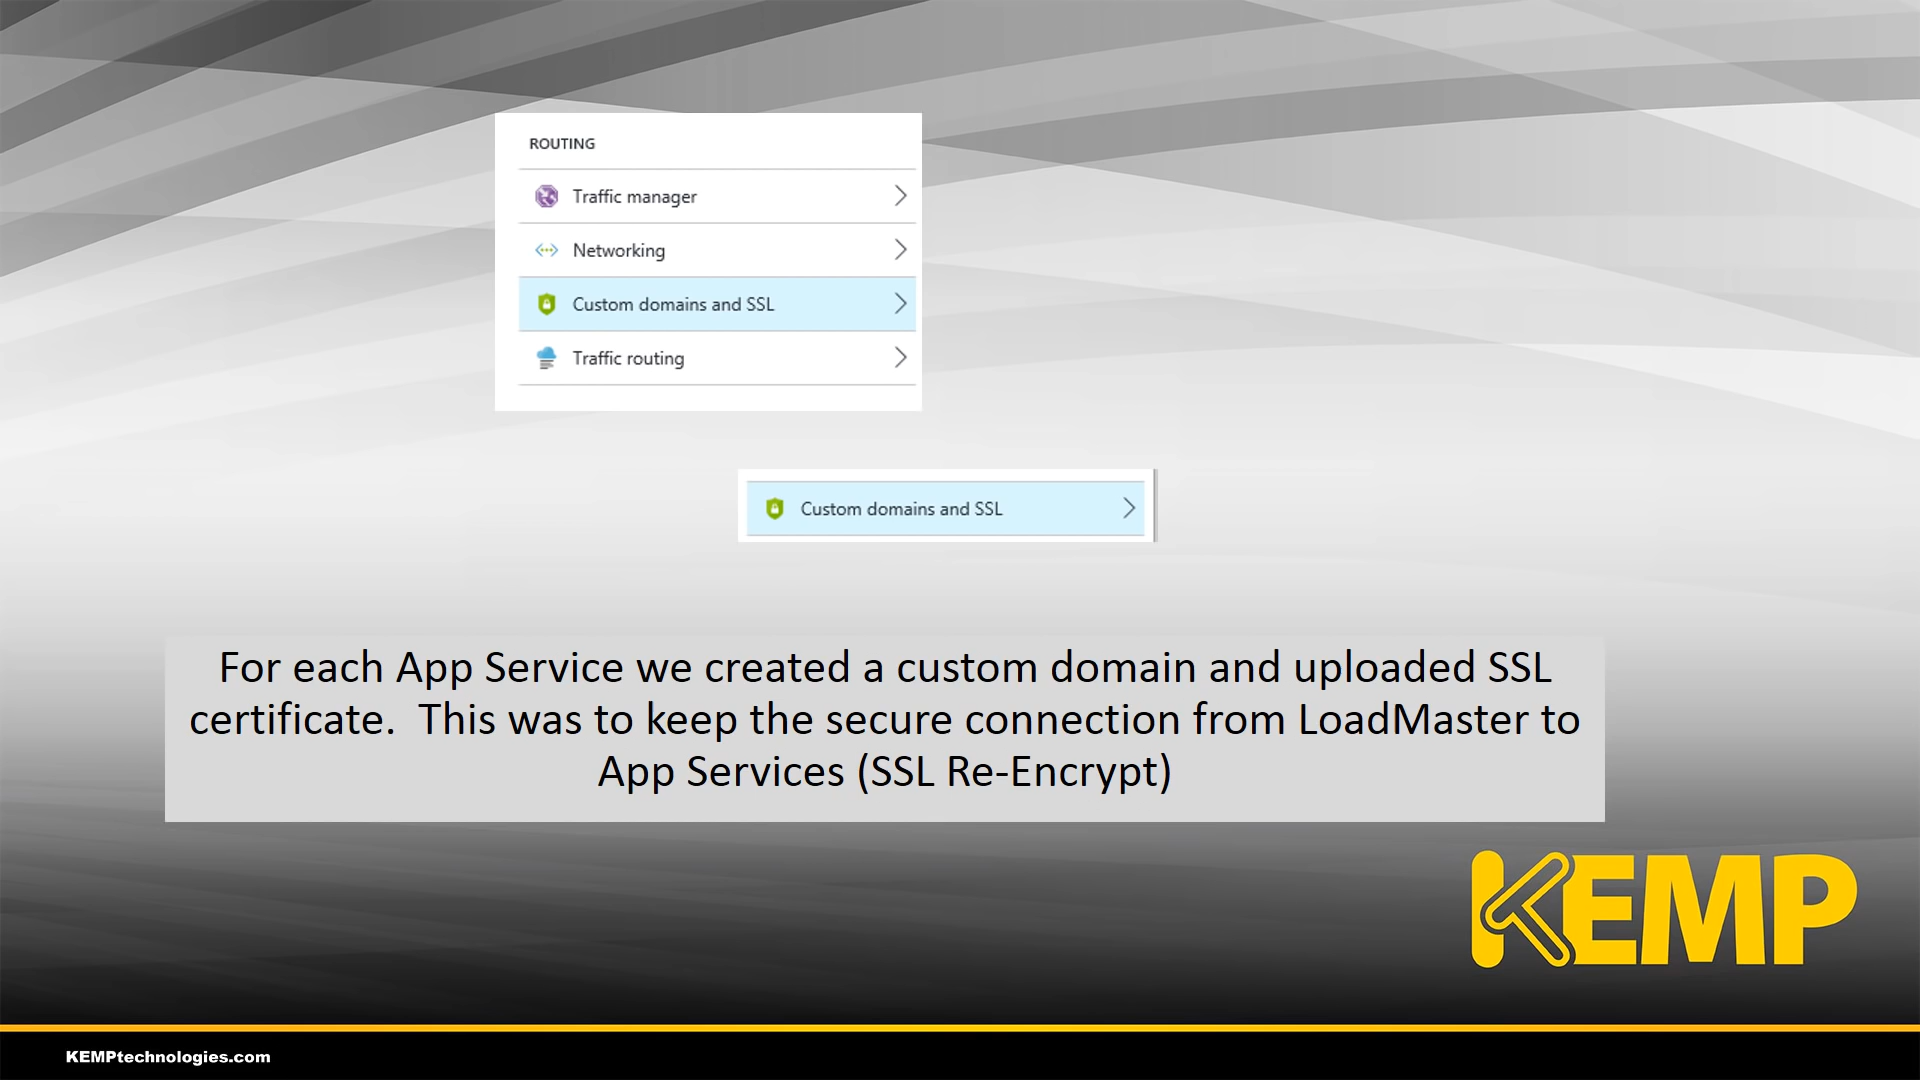 ROUTING
Traffic manager
Networking
Custom domains and SSL
Traffic routing
Custom domains and SSL
For each App Service we created a custom domain and uploaded SSL
certificate.  This was to keep the secure connection from LoadMaster to
App Services (SSL Re-Encrypt)
KEMP
KEMPtechnologies.com